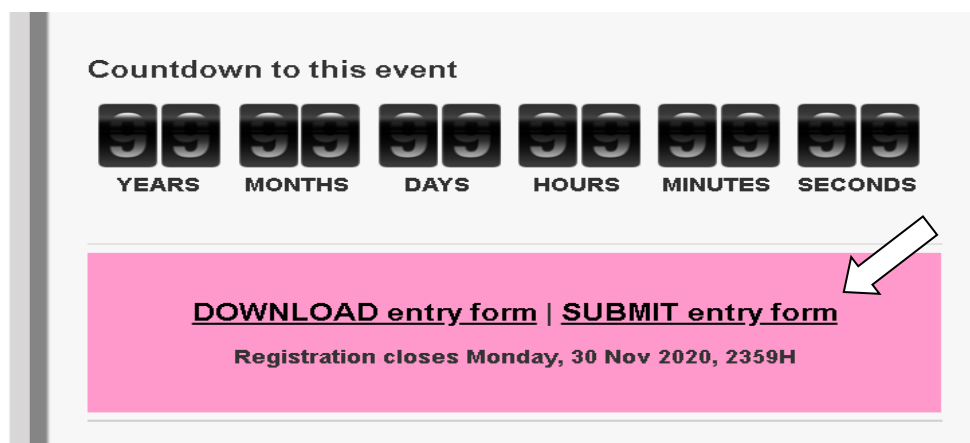 Countdown to this event
99 99 99 99 99 99
YEARS MONTHS DAYS HOURS MINUTES SECONDS
DOWNLOAD entry form | SUBMIT entry form
Registration closes Monday, 30 Nov 2020, 2359H